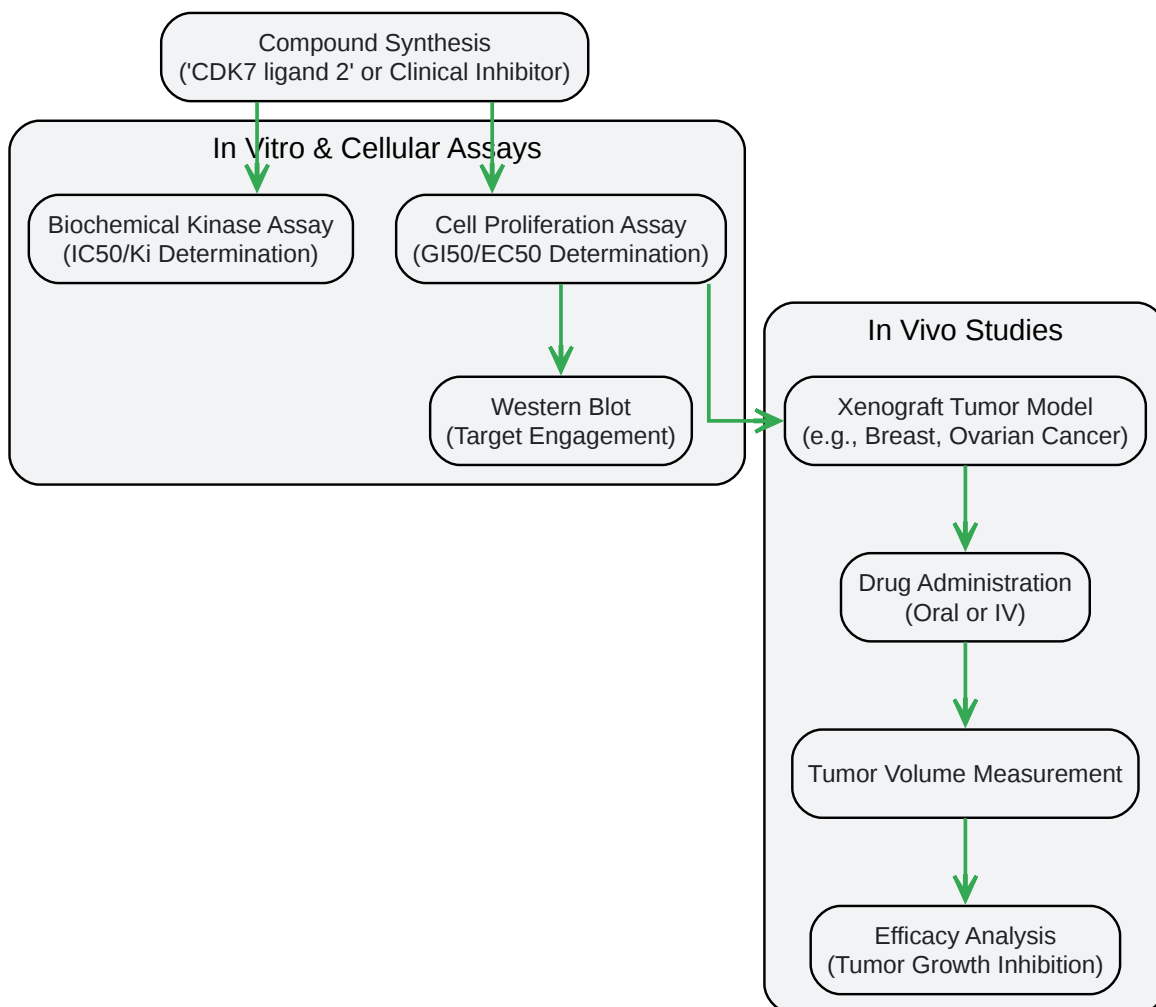 Compound Synthesis
('CDK7 ligand 2' or Clinical Inhibitor)
In Vitro & Cellular Assays
Biochemical Kinase Assay
(IC50/Ki Determination)
Cell Proliferation Assay
(GI50/EC50 Determination)
Western Blot
(Target Engagement)
In Vivo Studies
Xenograft Tumor Model
(e.g., Breast, Ovarian Cancer)
Drug Administration
(Oral or IV)
Tumor Volume Measurement
Efficacy Analysis
(Tumor Growth Inhibition)